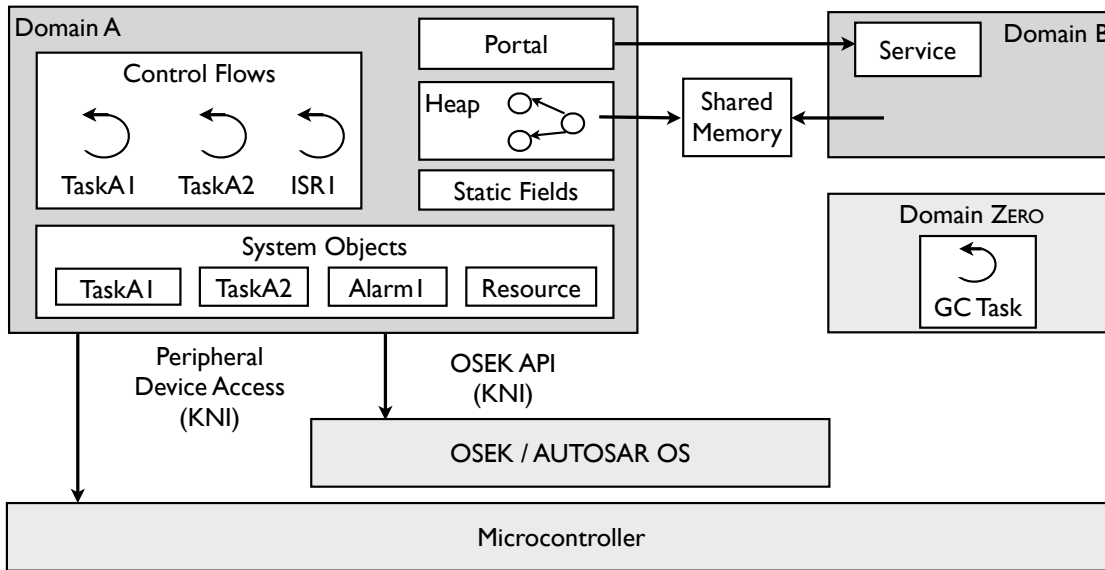 Domain A
Control Flows
TaskA1
TaskA2
ISR1
Portal
Heap
Static Fields
System Objects
TaskA1
TaskA2
Alarm1
Resource
Shared
Memory
Domain B
Service
Domain ZERO
GC Task
Peripheral
Device Access
(KNI)
OSEK API
(KNI)
OSEK / AUTOSAR OS
Microcontroller